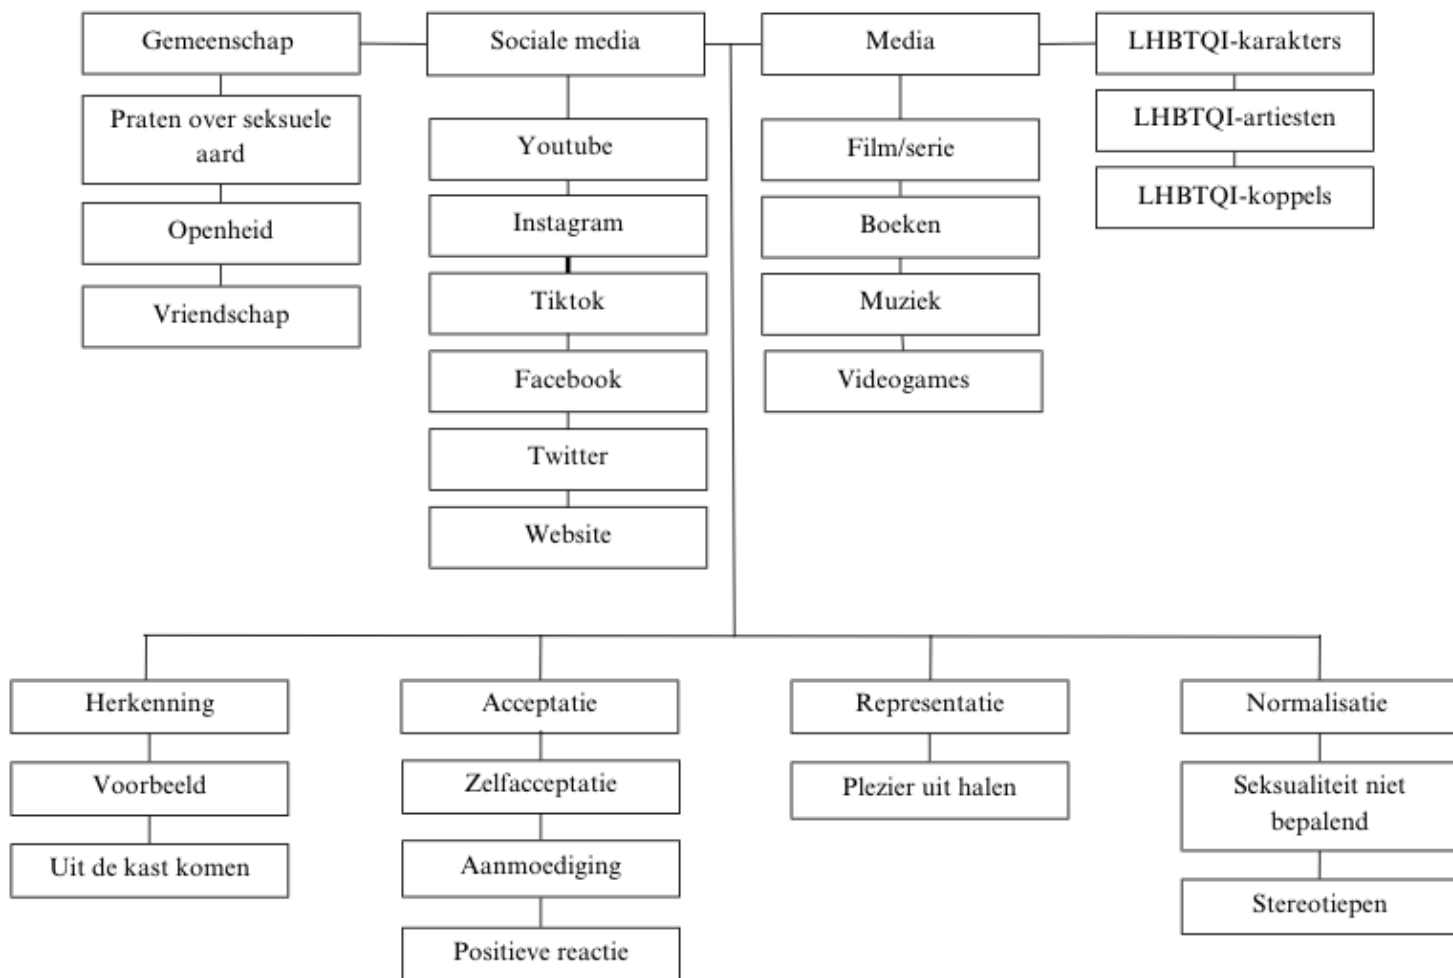 Gemeenschap
Praten over seksuele
aard
Openheid
Vriendschap
Sociale media
Youtube
Instagram
Tiktok
Facebook
Twitter
Website
Media
Film/serie
Boeken
Muziek
Videogames
LHBTQI-karakters
LHBTQI-artiesten
LHBTQI-koppels
Herkenning
Voorbeeld
Uit de kast komen
Acceptatie
Zelfacceptatie
Aanmoediging
Positieve reactie
Representatie
Plezier uit halen
Normalisatie
Seksualiteit niet
bepalend
Stereotiepen